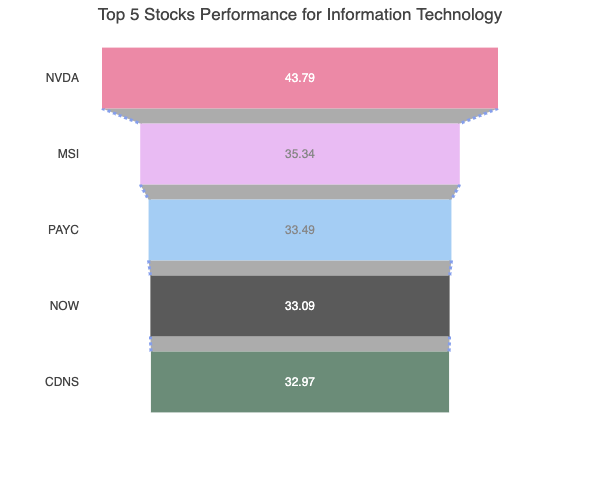 Top 5 Stocks Performance for Information Technology
NVDA 43.79
MSI 35.34
PAYC 33.49
NOW 33.09
CDNS 32.97